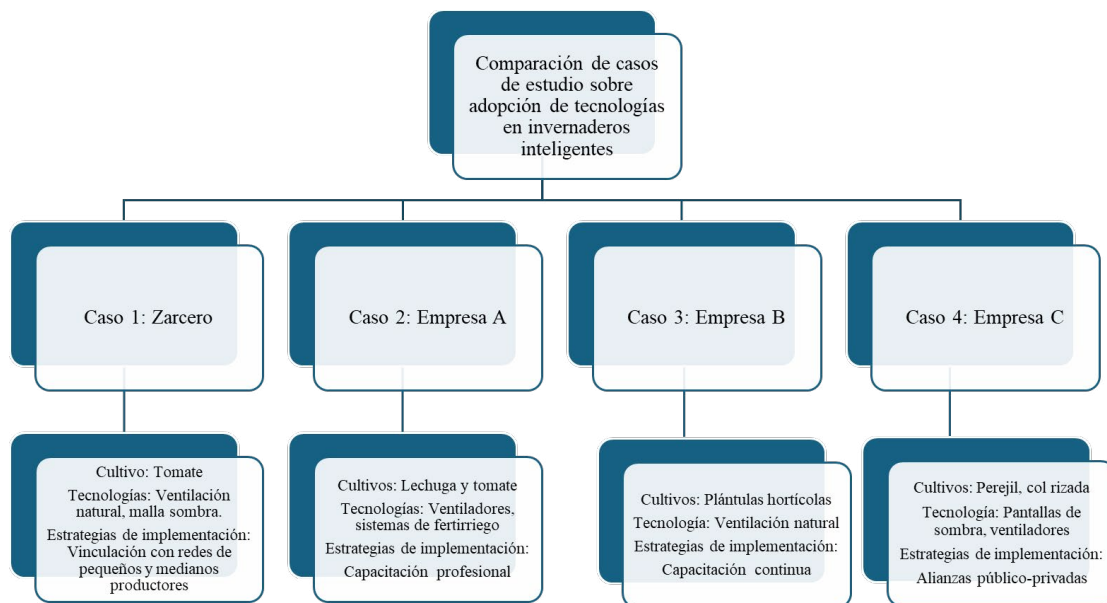 Comparación de casos
de estudio sobre
adopción de tecnologías
en invernaderos
inteligentes
Caso 1: Zarcero
Caso 2: Empresa A
Caso 3: Empresa B
Caso 4: Empresa C
Cultivo: Tomate
Tecnologías: Ventilación
natural, malla sombra.
Estrategias de implementación:
Vinculación con redes de
pequeños y medianos
productores
Cultivos: Lechuga y tomate
Tecnologías: Ventiladores,
sistemas de fertirriego
Estrategias de implementación:
Capacitación profesional
Cultivos: Plántulas hortícolas
Tecnología: Ventilación natural
Estrategias de implementación:
Capacitación continua
Cultivos: Perejil, col rizada
Tecnología: Pantallas de
sombra, ventiladores
Estrategias de implementación:
Alianzas público-privadas